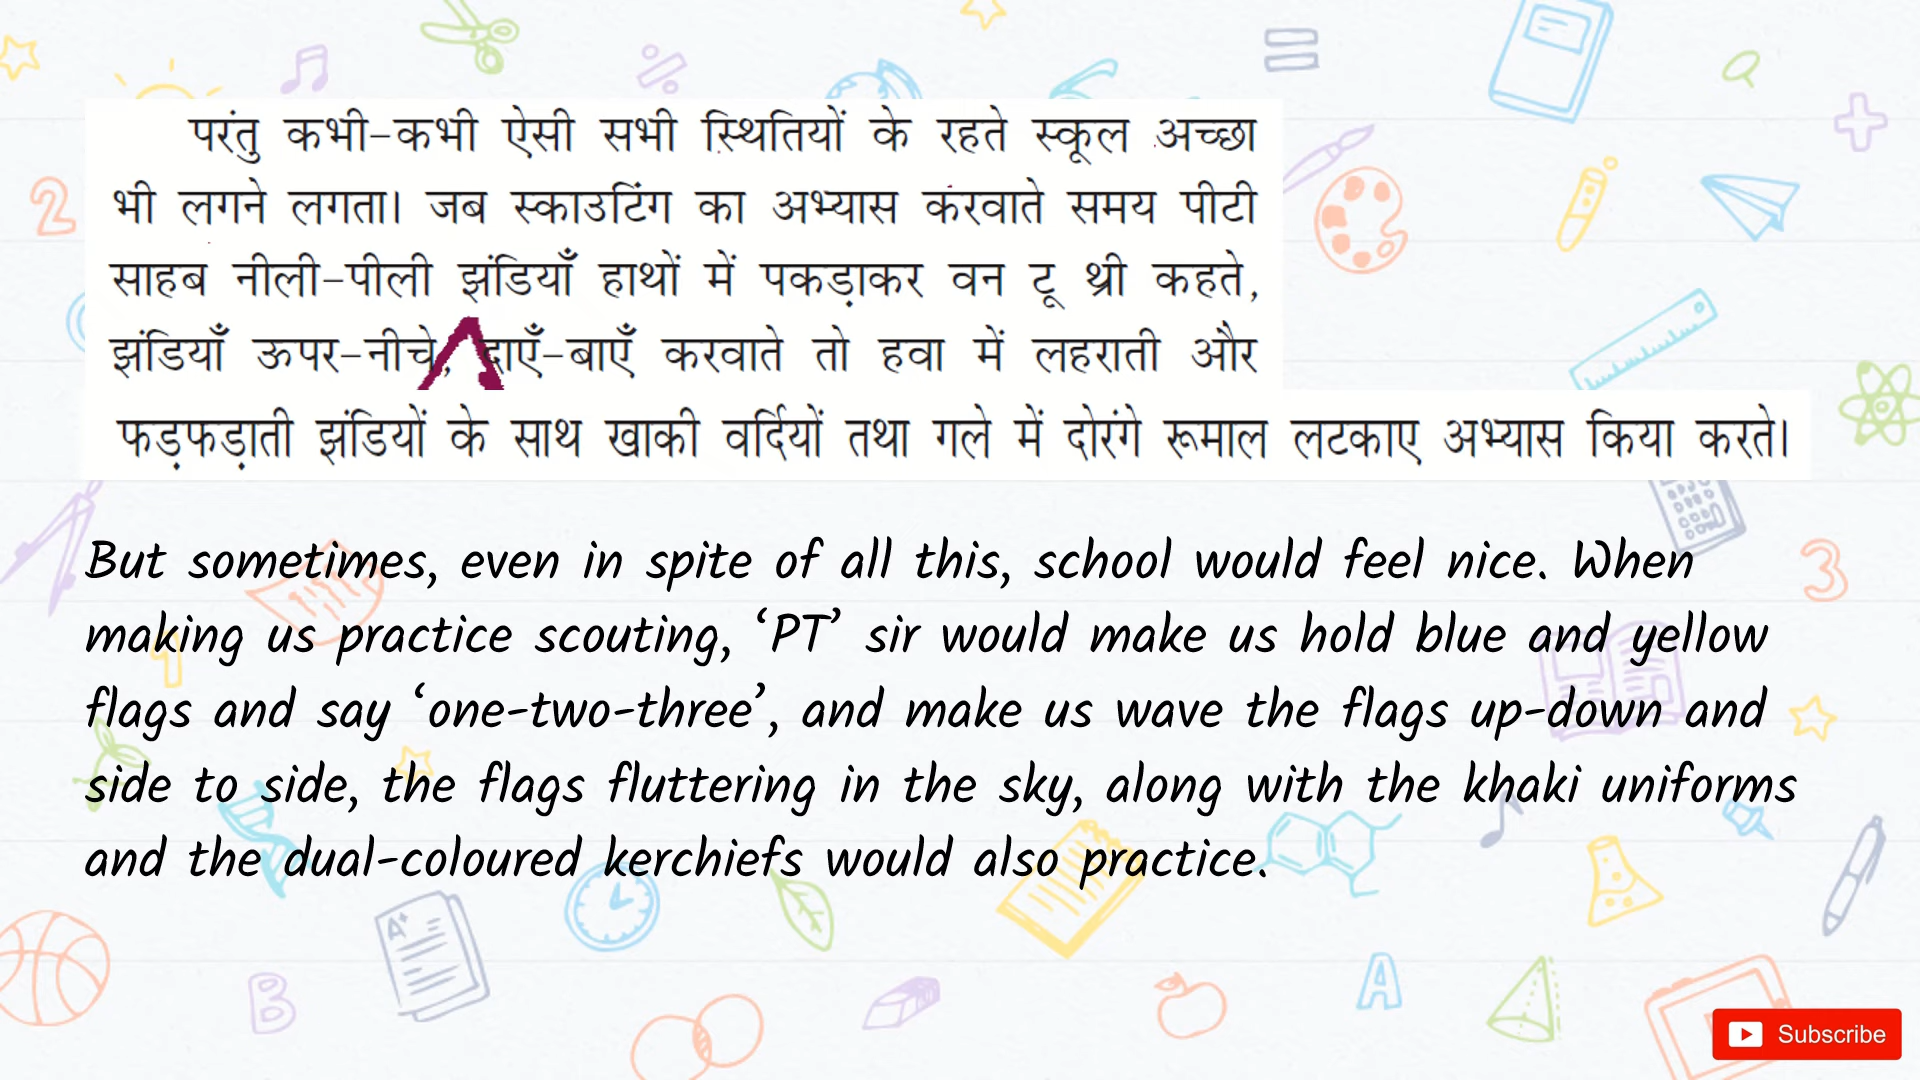 परंतु कभी-कभी ऐसी सभी स्थितियों के रहते स्कूल अच्छा
भी लगने लगता। जब स्काउटिंग का अभ्यास करवाते समय पीटी
साहब नीली-पीली झंडियाँ हाथों में पकड़ाकर वन टू थ्री कहते,
झंडियाँ ऊपर-नीचे, दाएँ-बाएँ करवाते तो हवा में लहराती और
फड़फड़ाती झंडियों के साथ खाकी वर्दियों तथा गले में दोरंगे रूमाल लटकाए अभ्यास किया करते।
But sometimes, even in spite of all this, school would feel nice. When
making us practice scouting, ‘PT’ sir would make us hold blue and yellow
flags and say ‘one-two-three’, and make us wave the flags up-down and
side to side, the flags fluttering in the sky, along with the khaki uniforms
and the dual-coloured kerchiefs would also practice.
2
3
1
A+
B
A
Subscribe